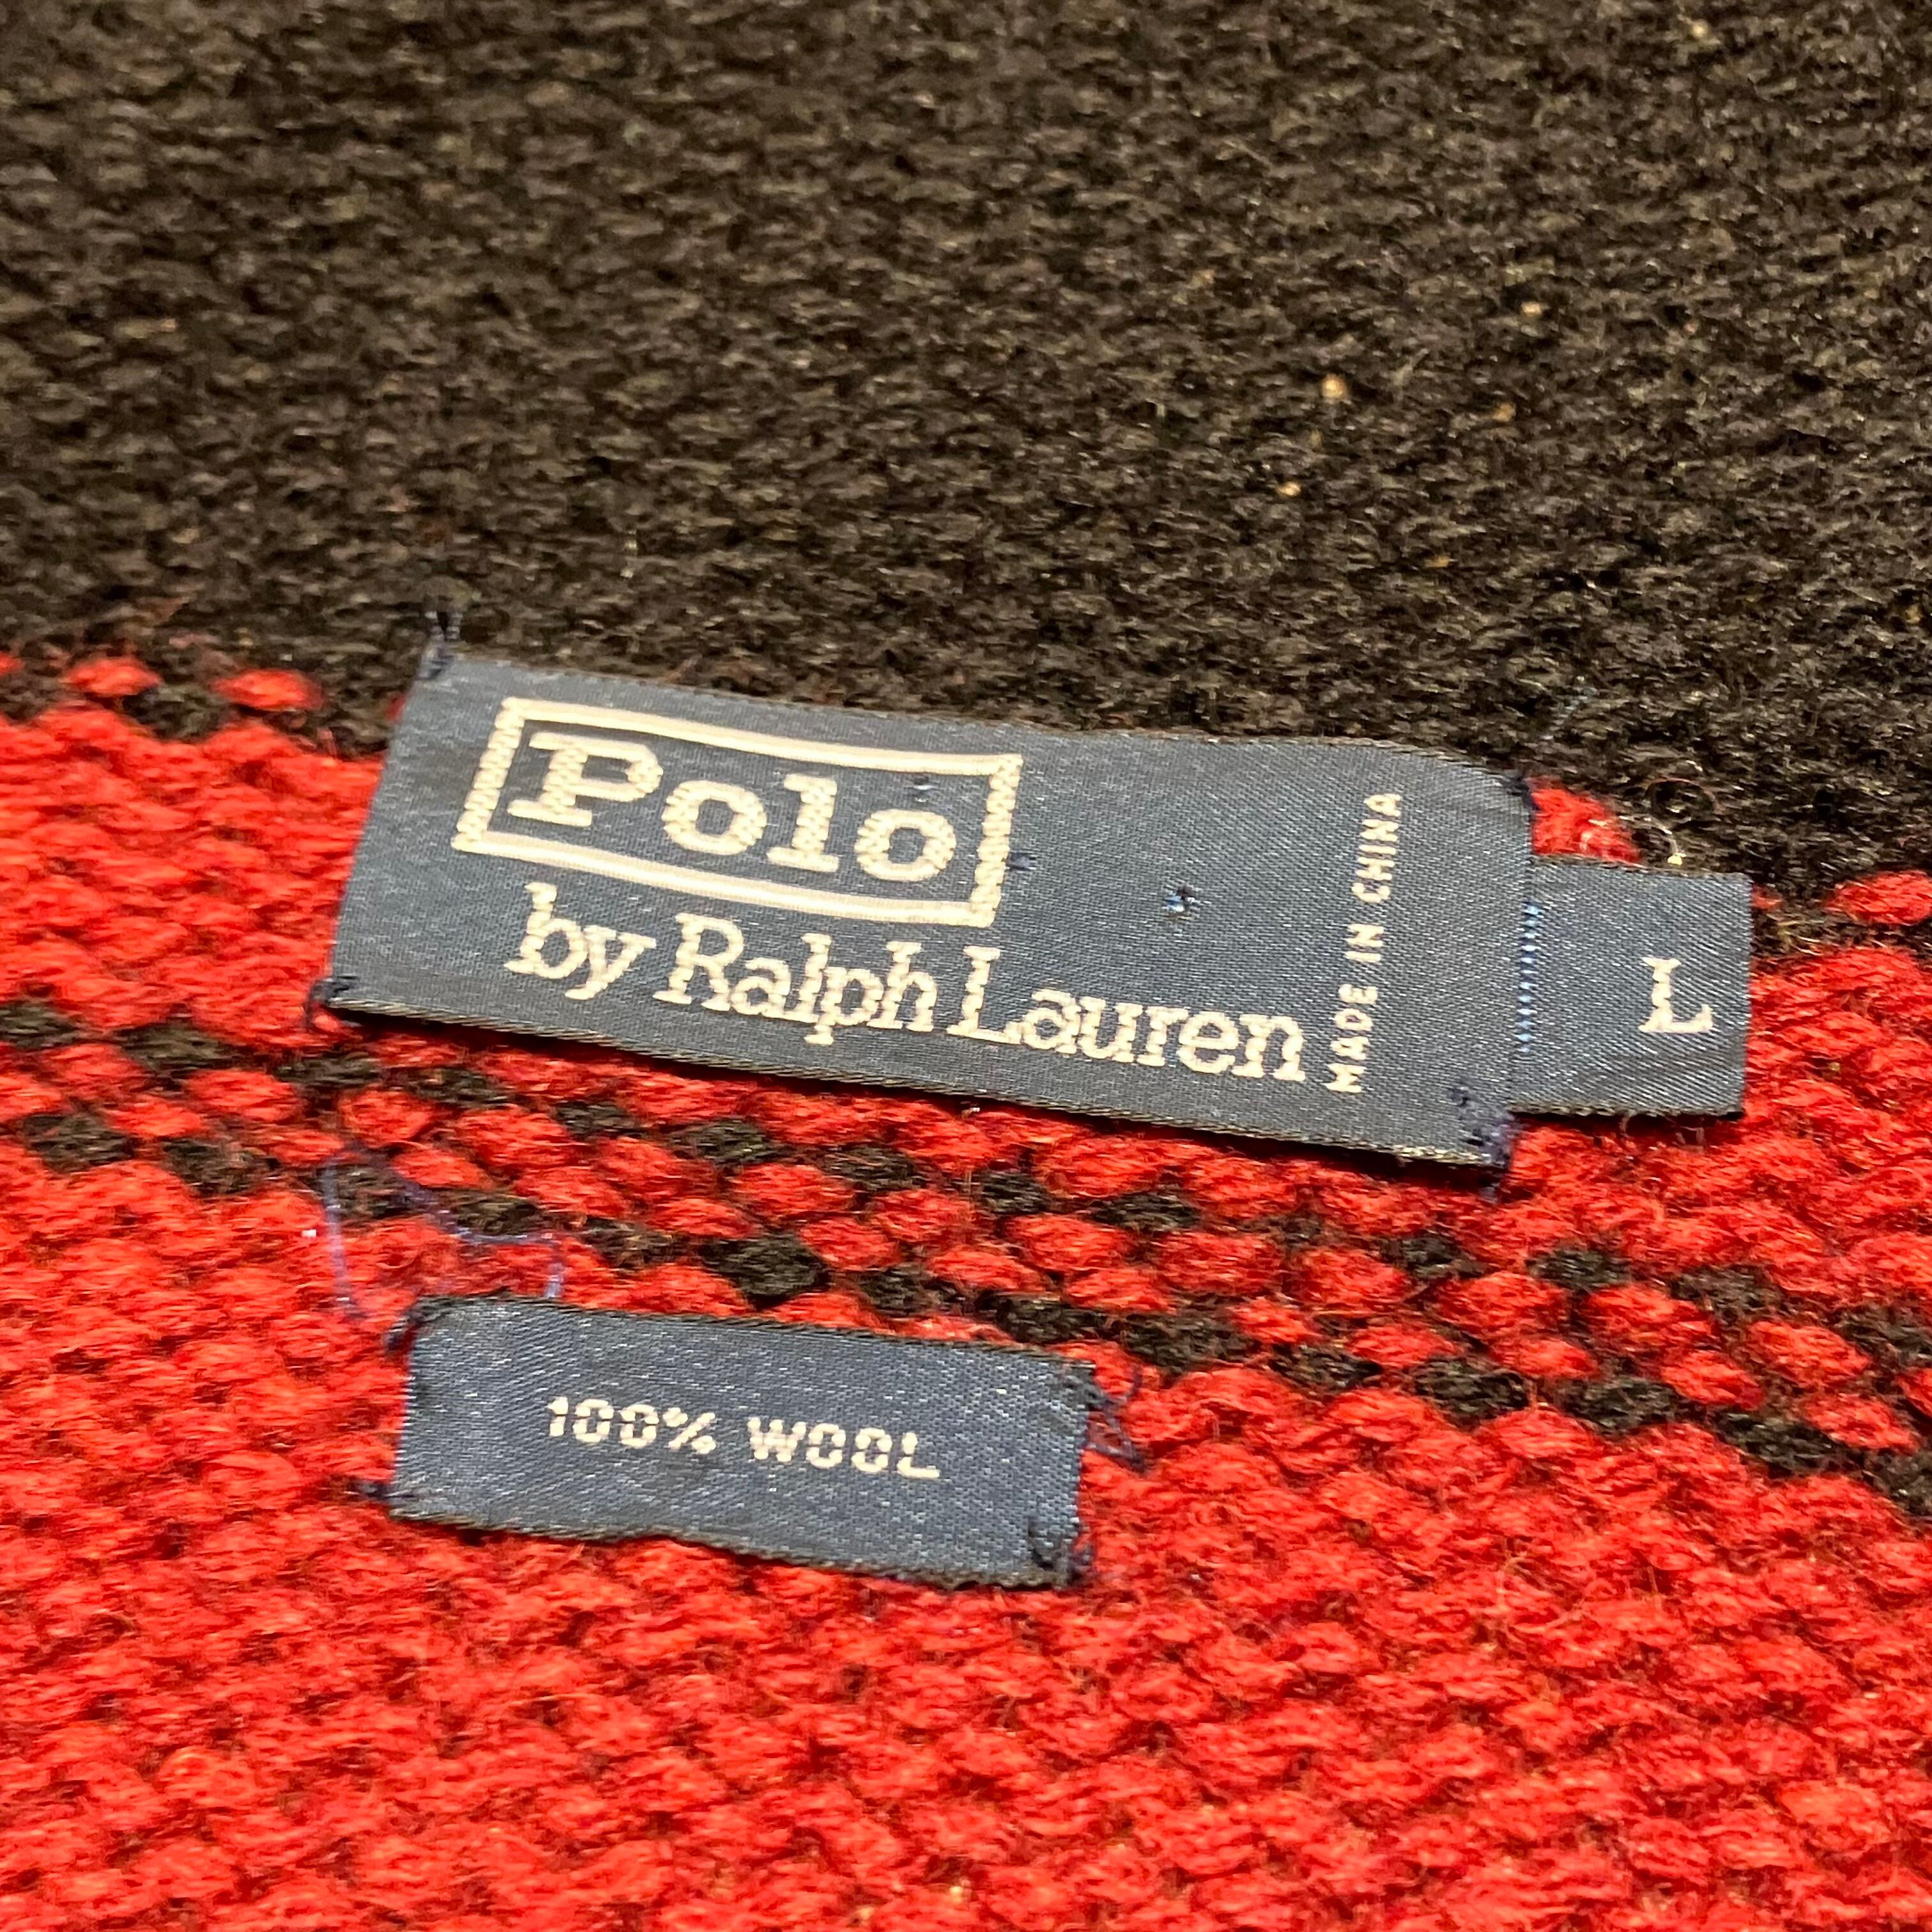 Polo
by Ralph Lauren
MADE IN CHINA
L
100% WOOL